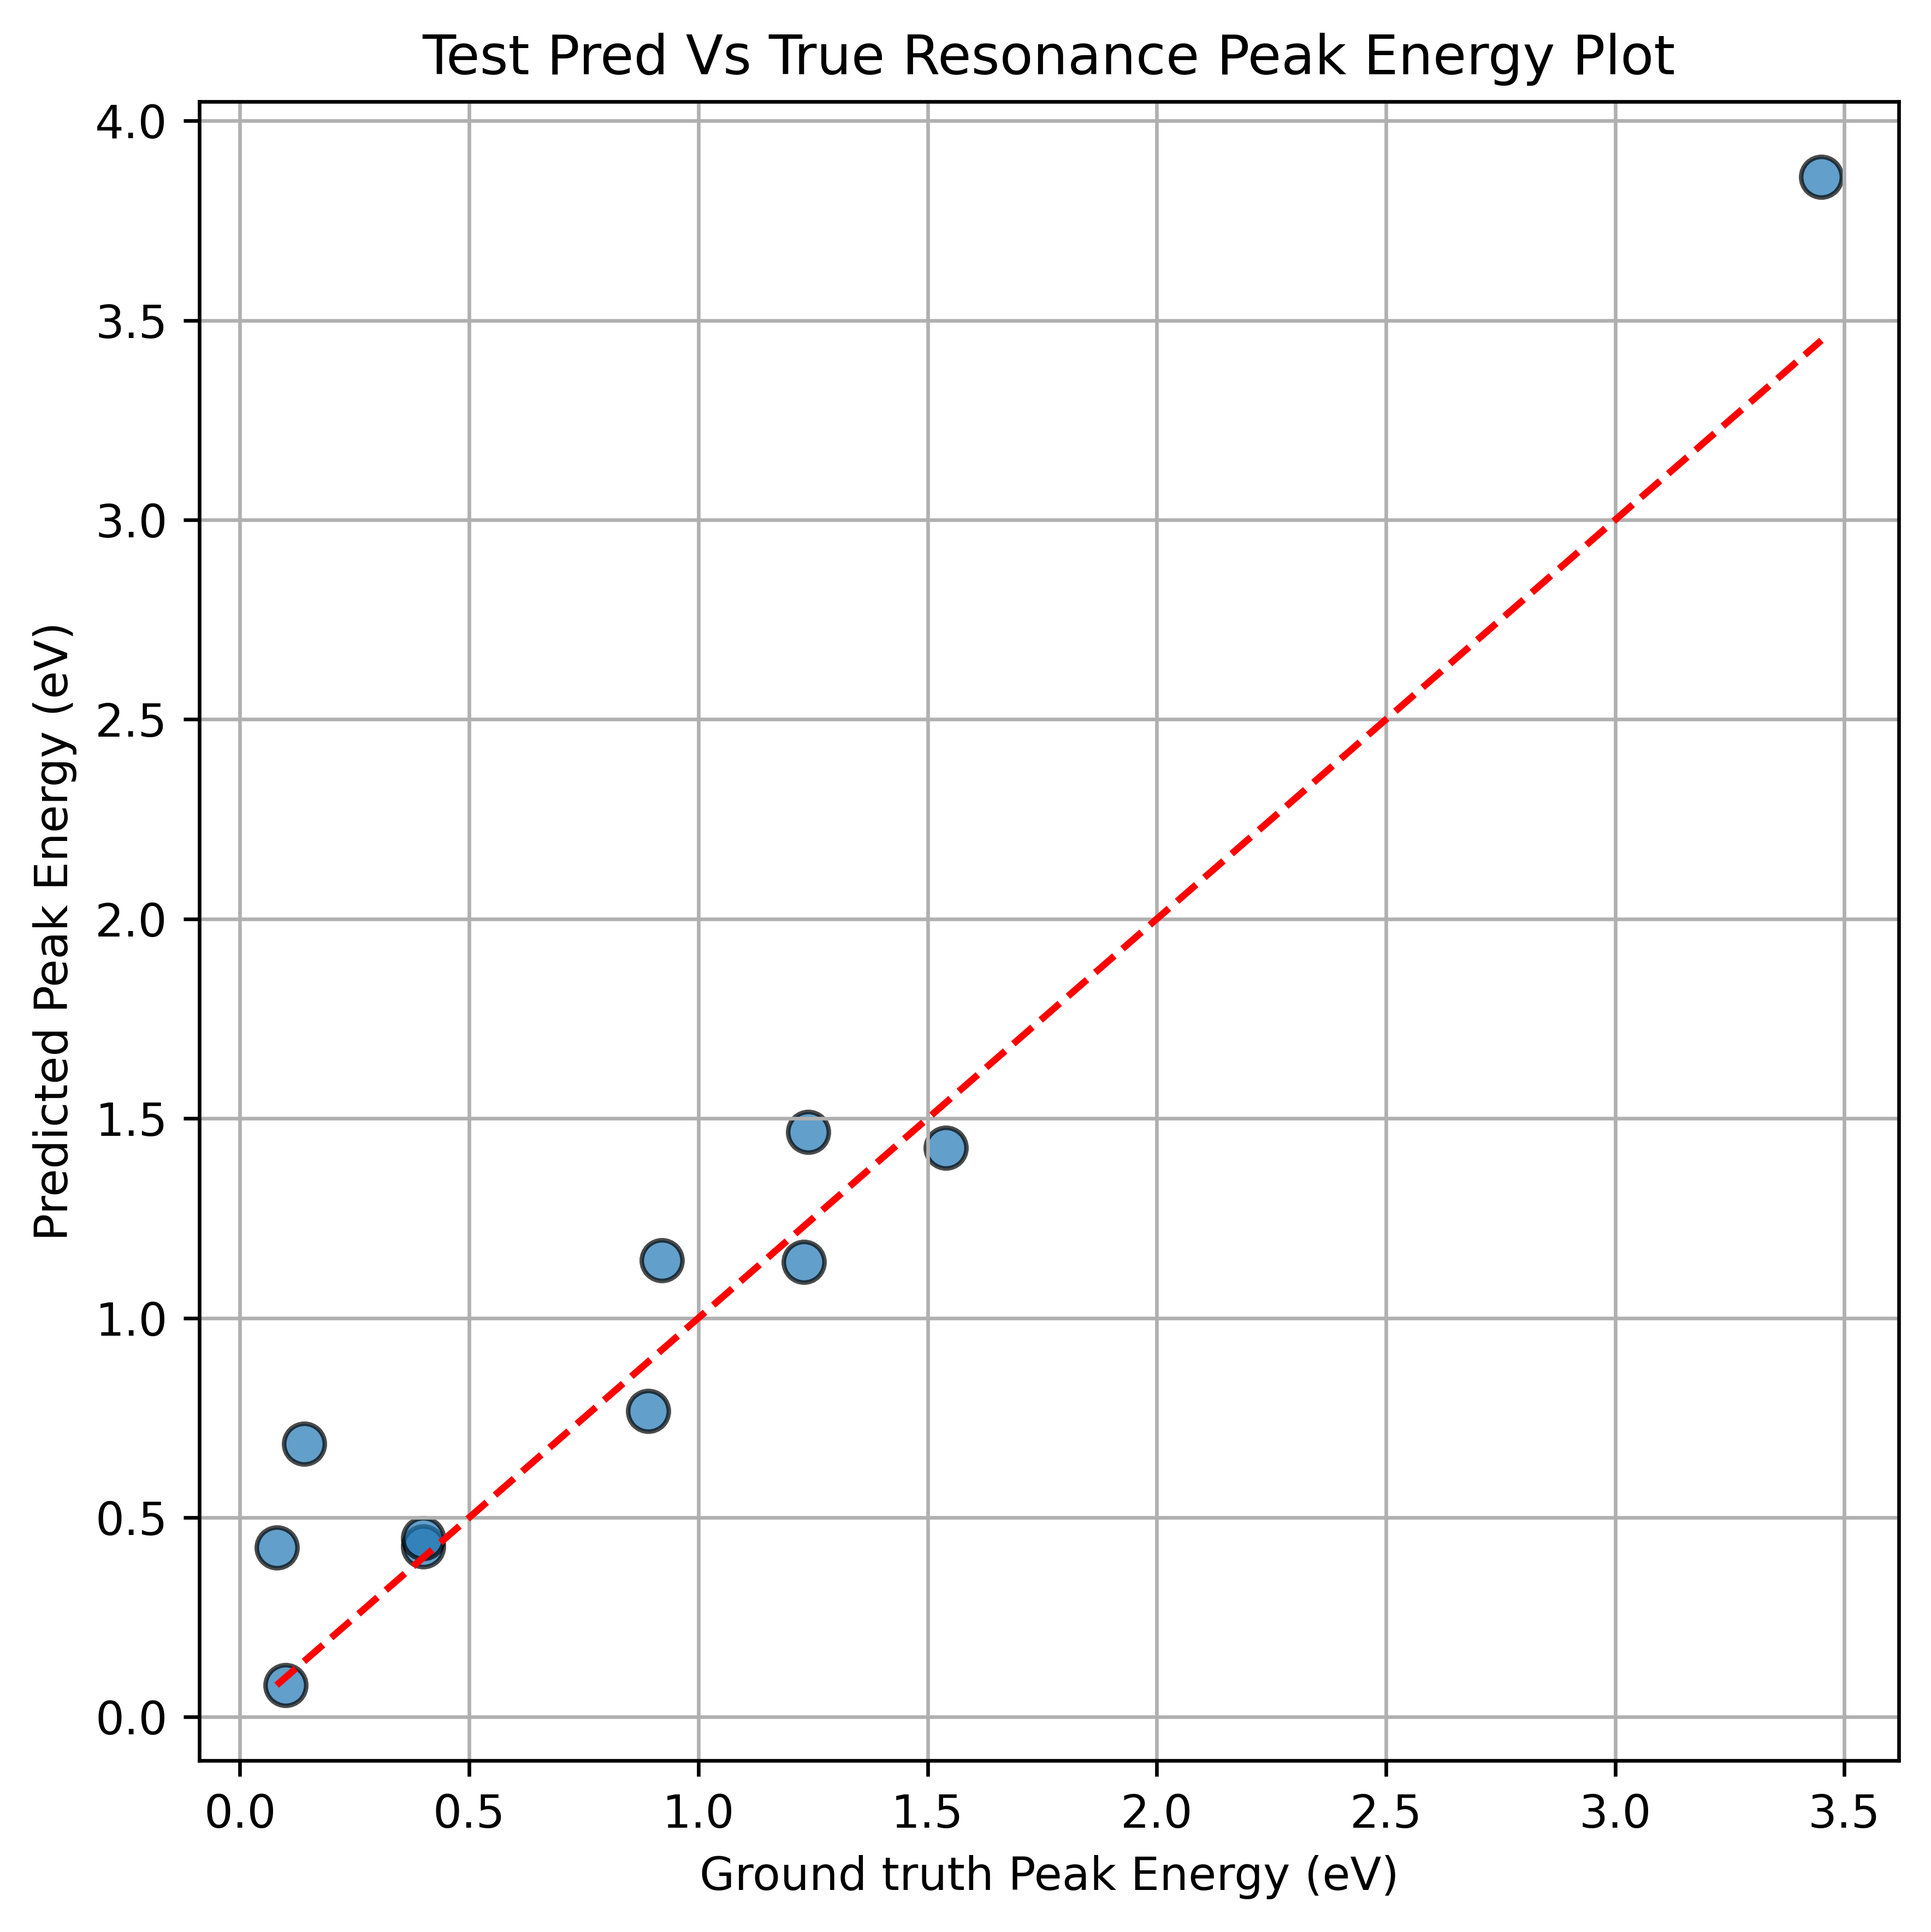 Test Pred Vs True Resonance Peak Energy Plot
4.0
3.5
3.0
2.5
2.0
1.5
1.0
0.5
0.0
Predicted Peak Energy (eV)
0.0 0.5 1.0 1.5 2.0 2.5 3.0 3.5
Ground truth Peak Energy (eV)